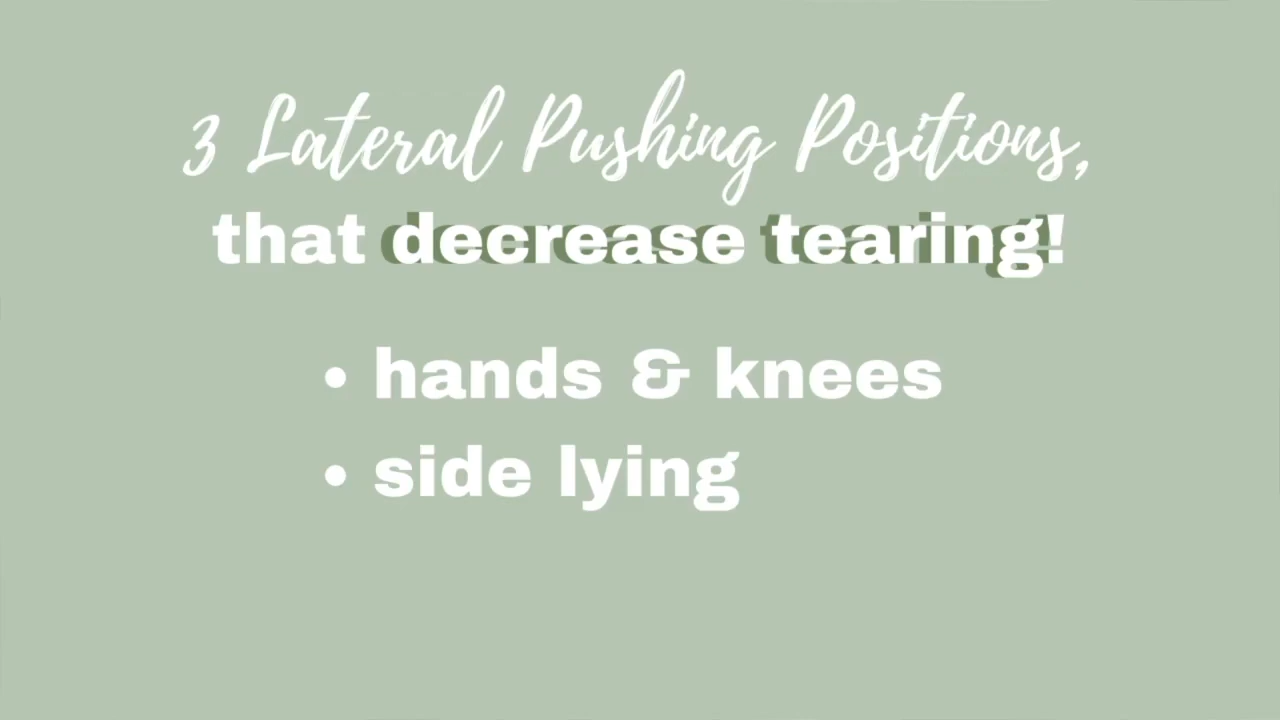 3 Lateral Pushing Positions,
that decrease tearing!
• hands & knees
• side lying